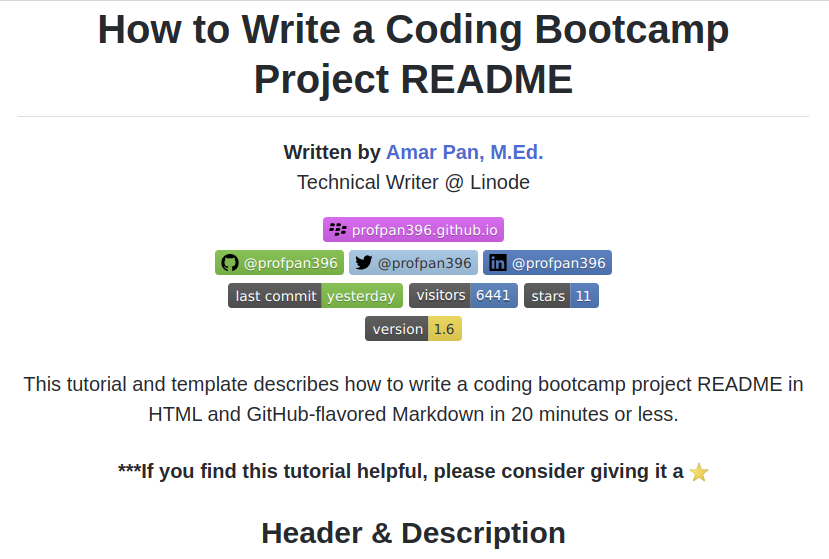 How to Write a Coding Bootcamp
Project README
Written by Amar Pan, M.Ed.
Technical Writer @ Linode
profpan396.github.io
@profpan396 @profpan396 in @profpan396
last commit yesterday visitors 6441 stars 11
version 1.6
This tutorial and template describes how to write a coding bootcamp project README in
HTML and GitHub-flavored Markdown in 20 minutes or less.
***If you find this tutorial helpful, please consider giving it a ⭐
Header & Description